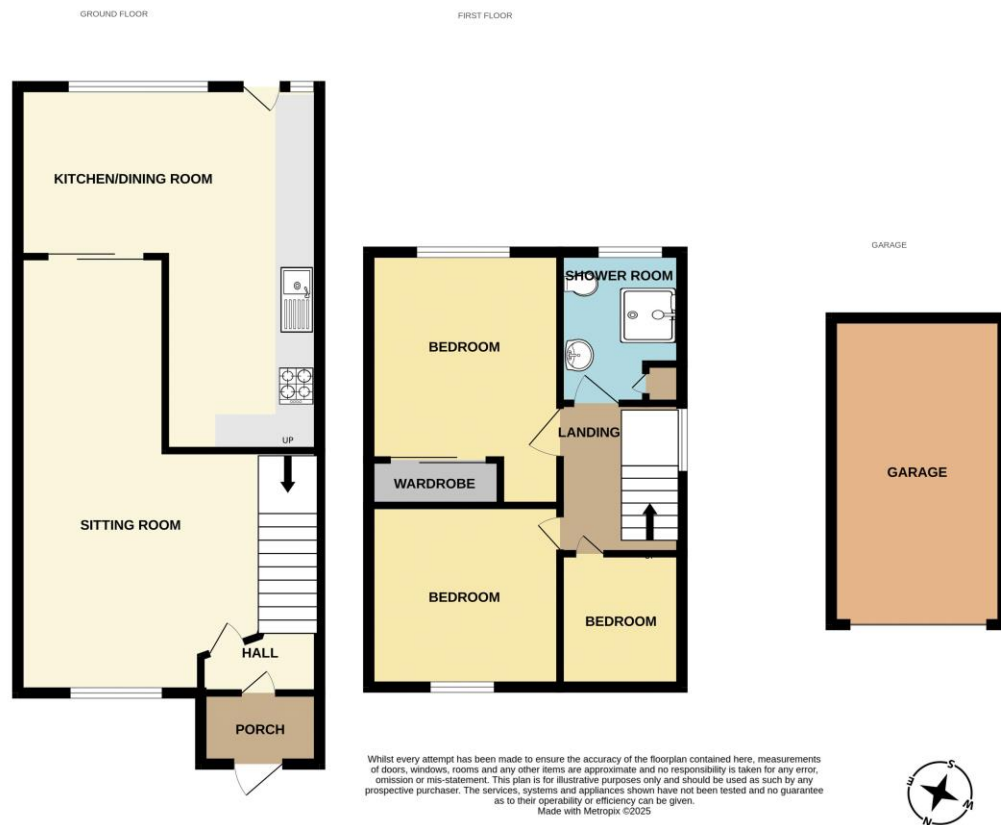 GROUND FLOOR
KITCHEN/DINING ROOM
UP
SITTING ROOM
HALL
PORCH
FIRST FLOOR
SHOWER ROOM
BEDROOM
LANDING
WARDROBE
BEDROOM
BEDROOM
GARAGE
GARAGE
Whilst every attempt has been made to ensure the accuracy of the floorplan contained here, measurements
of doors, windows, rooms and any other items are approximate and no responsibility is taken for any error,
omission or mis-statement. This plan is for illustrative purposes only and should be used as such by any
prospective purchaser. The services, systems and appliances shown have not been tested and no guarantee
as to their operability or efficiency can be given.
Made with Metropix ©2025
S
E
W
N